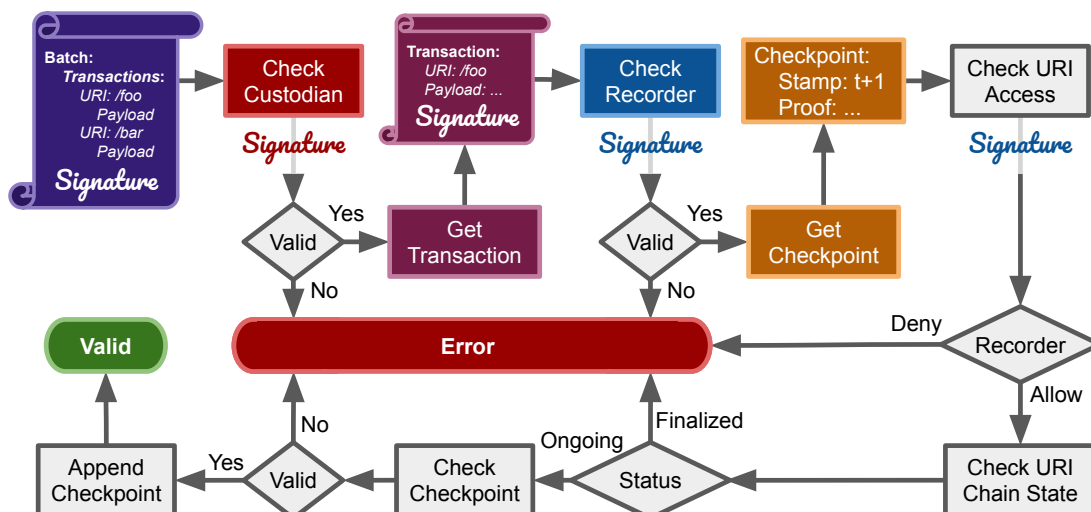 Batch:
Transactions:
URI: /foo
Payload
URI: /bar
Payload
Signature
Check
Custodian
Signature
Valid
Yes
No
Transaction:
URI: /foo
Payload: ...
Signature
Get
Transaction
Check
Recorder
Signature
Valid
Yes
No
Checkpoint:
Stamp: t+1
Proof: ...
Get
Checkpoint
Check URI
Access
Signature
Recorder
Deny
Allow
Error
Valid
Check URI
Chain State
Status
Finalized
Ongoing
Check
Checkpoint
Valid
No
Yes
Append
Checkpoint